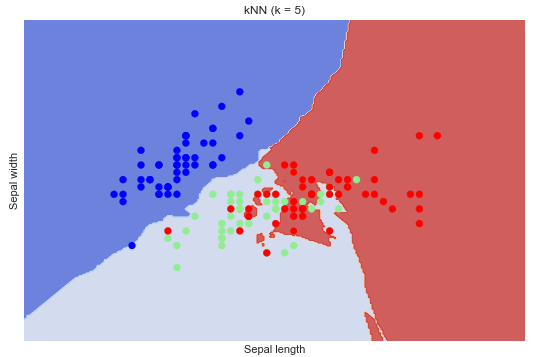 kNN (k = 5)
Sepal width
Sepal length